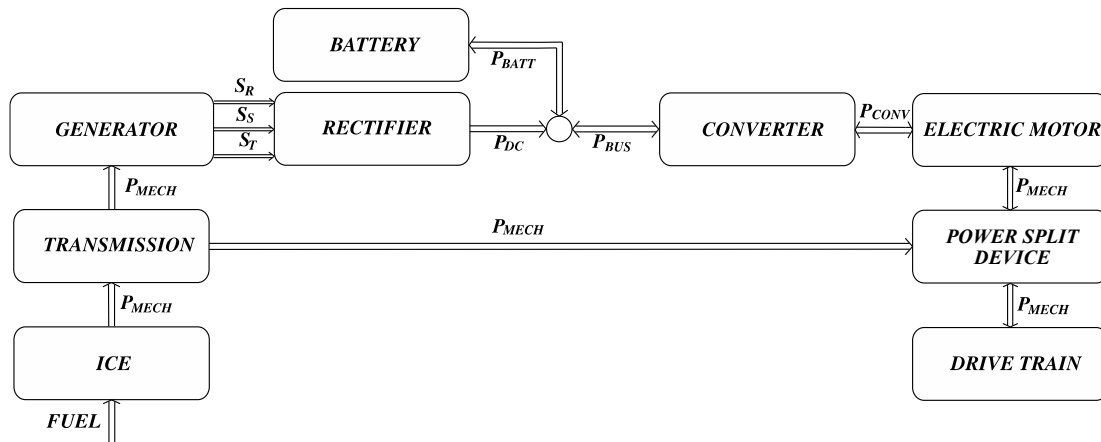 BATTERY
P_BATT
S_R
GENERATOR
S_S
S_T
RECTIFIER
P_DC
P_BUS
CONVERTER
P_CONV
ELECTRIC MOTOR
P_MECH
P_MECH
TRANSMISSION
P_MECH
POWER SPLIT
DEVICE
P_MECH
P_MECH
ICE
DRIVE TRAIN
FUEL